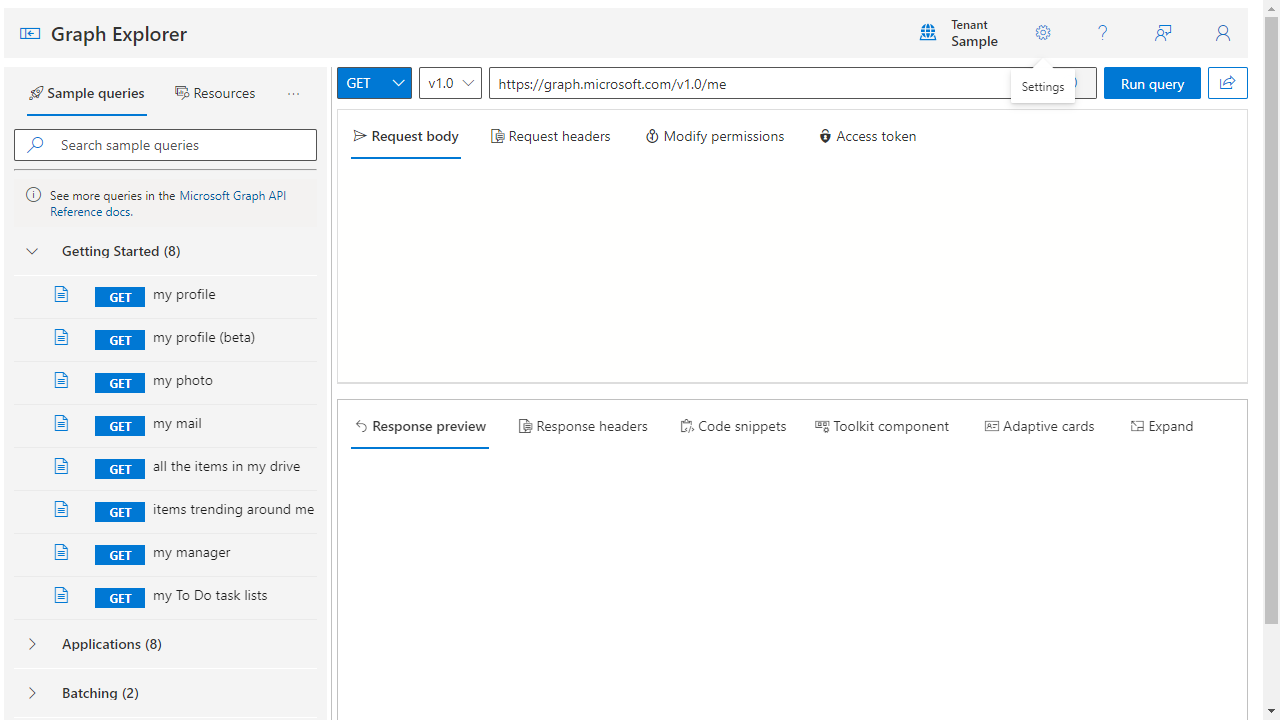 Graph Explorer
Tenant
Sample
Sample queries
Resources
GET
v1.0
https://graph.microsoft.com/v1.0/me
Settings
Run query
Search sample queries
See more queries in the Microsoft Graph API
Reference docs.
Request body
Request headers
Modify permissions
Access token
Getting Started (8)
GET my profile
GET my profile (beta)
GET my photo
GET my mail
GET all the items in my drive
GET items trending around me
GET my manager
GET my To Do task lists
Applications (8)
Batching (2)
Response preview
Response headers
Code snippets
Toolkit component
Adaptive cards
Expand